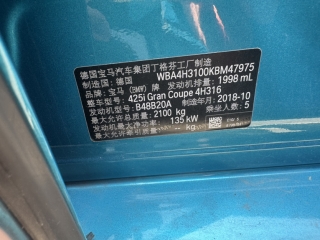 德国宝马汽车集团丁格芬工厂制造
制造国：德国 WBA4H3100KBM47975
品牌：宝马 (BMW) 牌 发动机排量：1998 mL
整车型号：425i Gran Coupe 4H316
发动机型号：B48B20A
最大允许总质量：2100 kg 制造年月：2018-10
发动机最大净功率：135 kW 乘坐人数：5